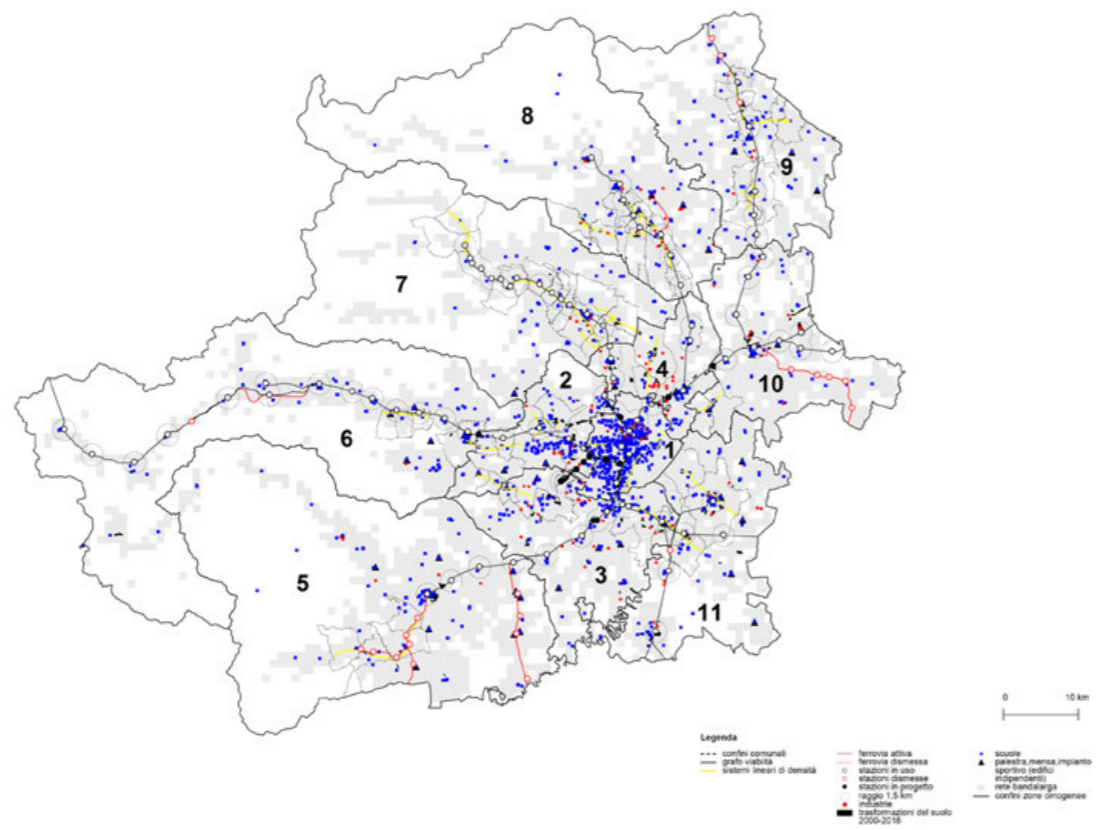 8
9
7
2
4
10
6
1
5
3
11
0 10 km
Legenda
confini comunali
grafo viabilità
sistemi lineari di densità
ferrovia attiva
ferrovia dismessa
stazioni in uso
stazioni dismesse
stazioni in progetto
raggio 1,5 km
industrie
trasformazioni del suolo
2000-2018
scuole
palestra,mensa,impianto
sportivo (edifici
indipendenti)
rete bandalarga
confini zone omogenee